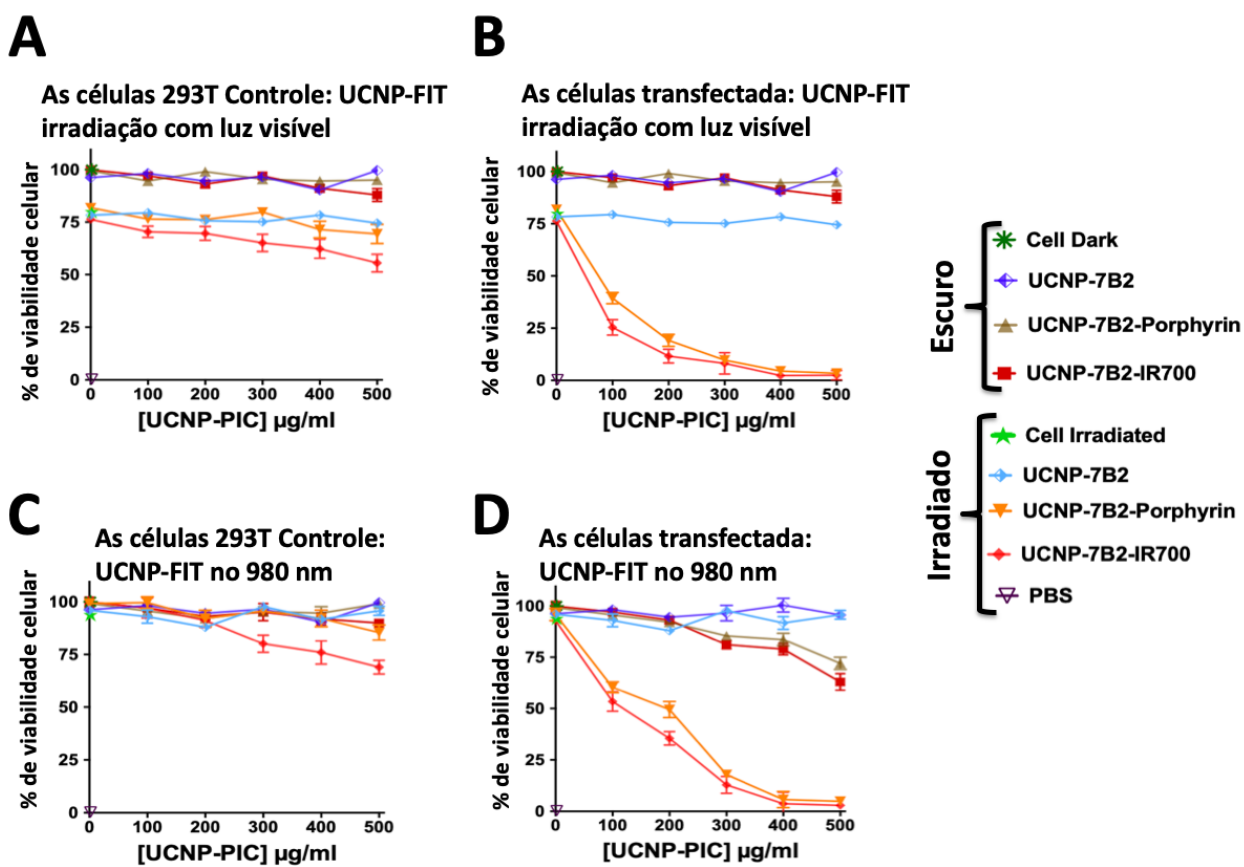 A
As células 293T Controle: UCNP-FIT
irradiação com luz visível
% de viabilidade celular
100
75
50
25
0
0 100 200 300 400 500
[UCNP-PIC] µg/ml
B
As células transfectada: UCNP-FIT
irradiação com luz visível
% de viabilidade celular
100
75
50
25
0
0 100 200 300 400 500
[UCNP-PIC] µg/ml
Escuro
Cell Dark
UCNP-7B2
UCNP-7B2-Porphyrin
UCNP-7B2-IR700
Irradiado
Cell Irradiated
UCNP-7B2
UCNP-7B2-Porphyrin
UCNP-7B2-IR700
PBS
C
As células 293T Controle:
UCNP-FIT no 980 nm
% de viabilidade celular
100
75
50
25
0
0 100 200 300 400 500
[UCNP-PIC] µg/ml
D
As células transfectada:
UCNP-FIT no 980 nm
% de viabilidade celular
100
75
50
25
0
0 100 200 300 400 500
[UCNP-PIC] µg/ml